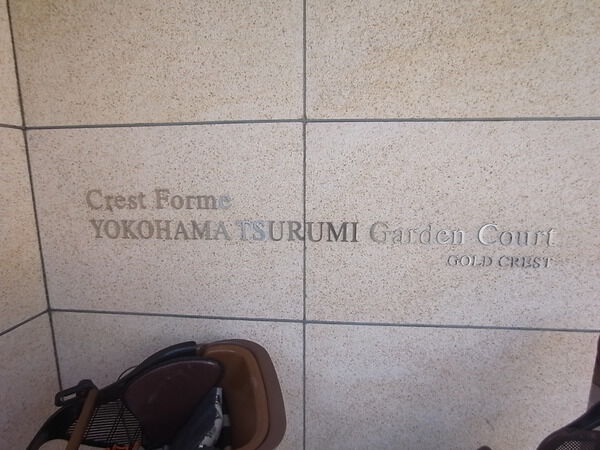 Crest Forme
YOKOHAMA TSURUMI Garden Court
GOLD CREST